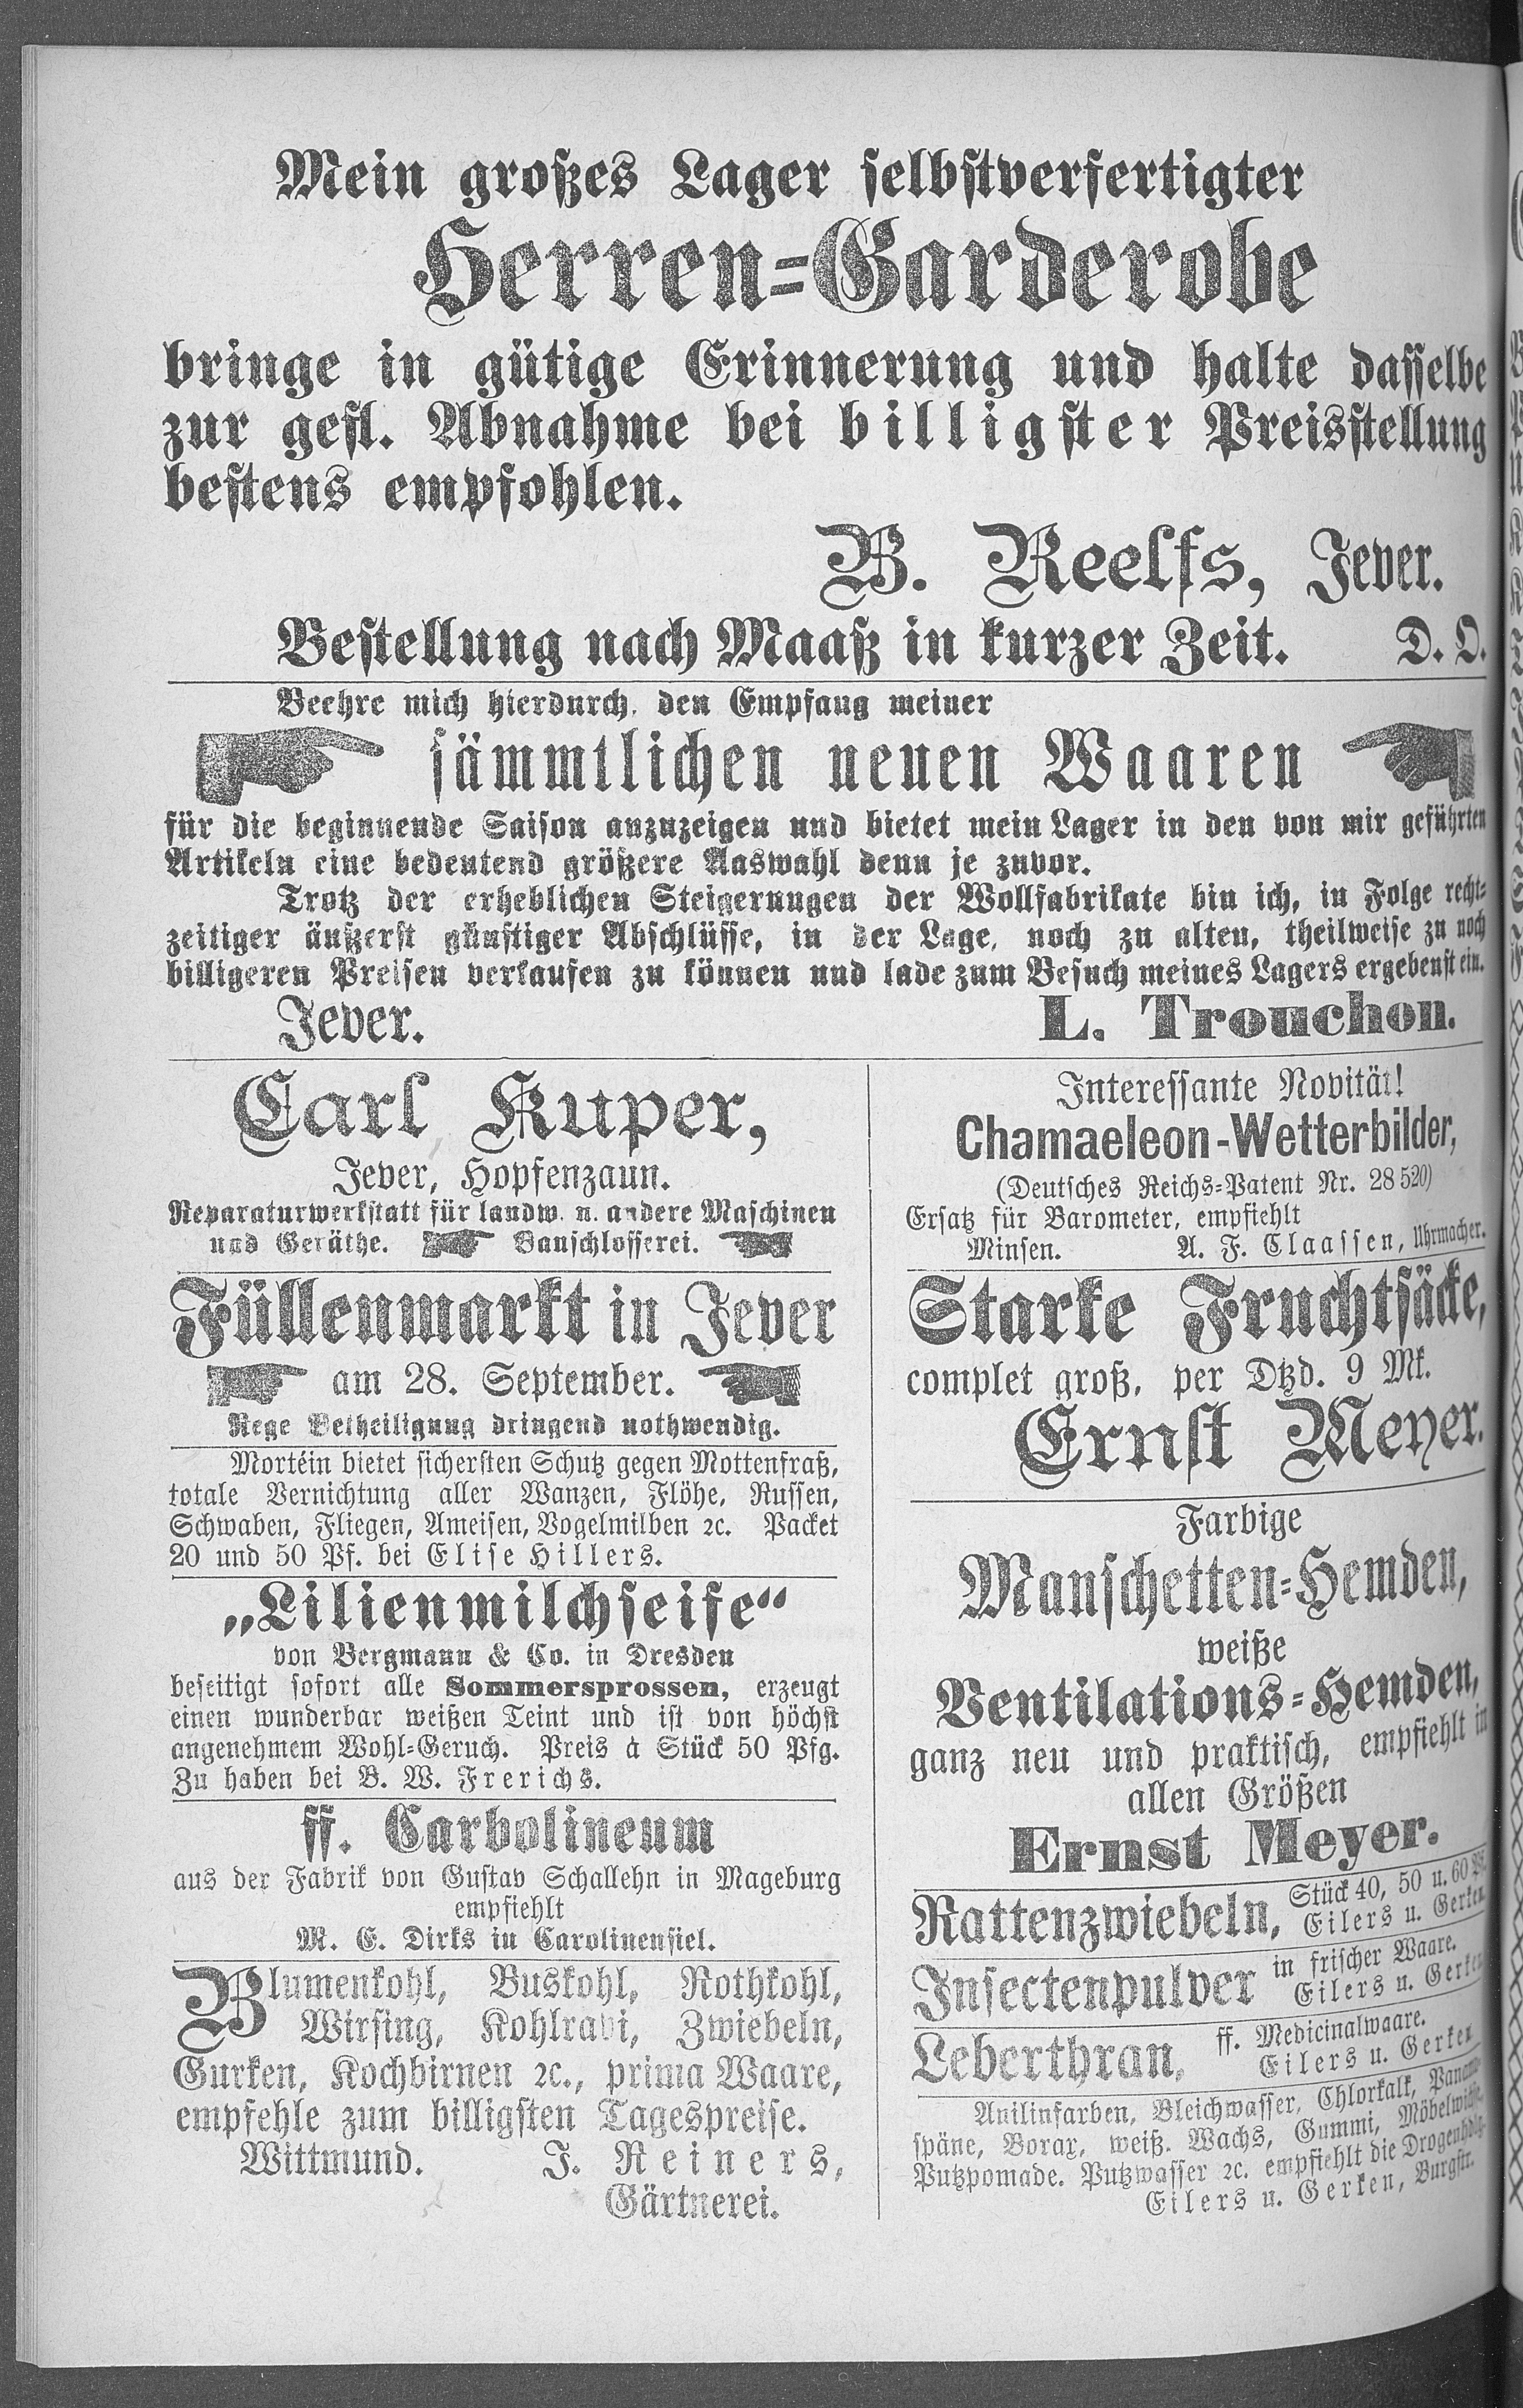 Mein großes Lager selbstverfertigter
Herren-Garderobe
bringe in gütige Erinnerung und halte dasselbe
zur gefl. Abnahme bei billigster Preisstellung
bestens empfohlen.
B. Reelfs, Jever.
Bestellung nach Maaß in kurzer Zeit. D. O.
Beehre mich hierdurch, den Empfang meiner
sämmtlichen neuen Waaren
für die beginnende Saison anzuzeigen und bietet mein Lager in den von mir geführten
Artikeln eine bedeutend größere Auswahl denn je zuvor.
Trotz der erheblichen Steigerungen der Wollfabrikate bin ich, in Folge recht-
zeitiger äußerst günstiger Abschlüsse, in der Lage, noch zu alten, theilweise zu noch
billigeren Preisen verkaufen zu können und lade zum Besuch meines Lagers ergebenst ein.
Jever. L. Trouchon.
Carl Kuper,
Jever, Hopfenzaun.
Reparaturwerkstatt für landw. u. andere Maschinen
und Geräthe. Bauschlosserei.
Füllenmarkt in Jever
am 28. September.
Rege Betheiligung dringend nothwendig.
Mortéin bietet sichersten Schutz gegen Mottenfraß,
totale Vernichtung aller Wanzen, Flöhe, Russen,
Schwaben, Fliegen, Ameisen, Vogelmilben ꝛc. Packet
20 und 50 Pf. bei Elise Hillers.
„Lilienmilchseife“
von Bergmann & Co. in Dresden
beseitigt sofort alle Sommersprossen, erzeugt
einen wunderbar weißen Teint und ist von höchst
angenehmem Wohl-Geruch. Preis à Stück 50 Pfg.
Zu haben bei B. W. Frerichs.
ff. Carbolineum
aus der Fabrik von Gustav Schallehn in Mageburg
empfiehlt
M. E. Dirks in Carolinensiel.
Blumenkohl, Buskohl, Rothkohl,
Wirsing, Kohlrabi, Zwiebeln,
Gurken, Kochbirnen ꝛc., prima Waare,
empfehle zum billigsten Tagespreise.
Wittmund. J. Reiners,
Gärtnerei.
Interessante Novität!
Chamaeleon-Wetterbilder,
(Deutsches Reichs-Patent Nr. 28520)
Ersatz für Barometer, empfiehlt
Minsen. A. F. Claassen, Uhrmacher.
Starke Fruchtsäcke,
complet groß, per Dtzd. 9 Mk.
Ernst Meyer.
Farbige
Manschetten-Hemden,
weiße
Ventilations-Hemden,
ganz neu und praktisch, empfiehlt in
allen Größen
Ernst Meyer.
Rattenzwiebeln, Stück 40, 50 u. 60 Pf.
Eilers u. Gerken
Insectenpulver in frischer Waare.
Eilers u. Gerken
Leberthran, ff. Medicinalwaare.
Eilers u. Gerken
Anilinfarben, Bleichwasser, Chlorkalk, Panama-
späne, Borax, weiß. Wachs, Gummi, Möbelwichse,
Putzpomade. Putzwasser ꝛc. empfiehlt die Drogenhdlg.
Eilers u. Gerken, Burgstr.